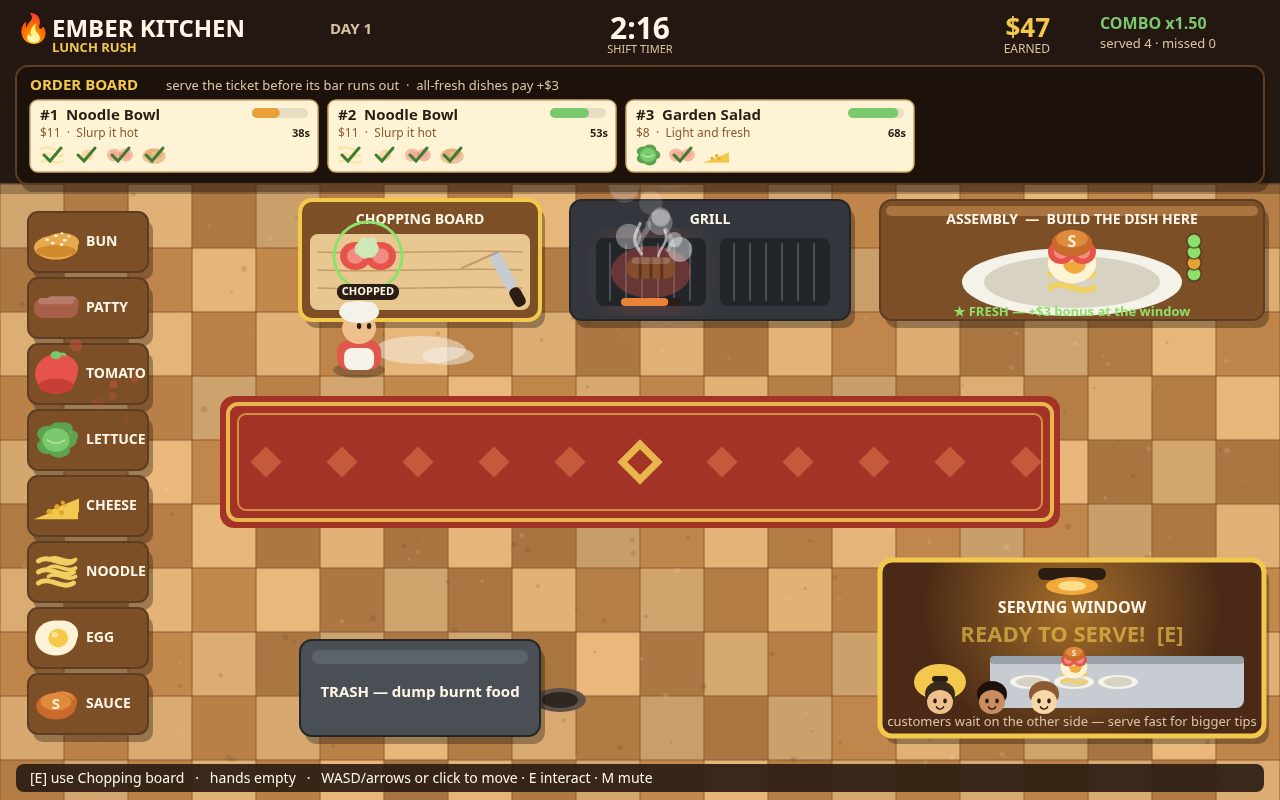 EMBER KITCHEN
LUNCH RUSH
DAY 1
2:16
SHIFT TIMER
$47
EARNED
COMBO x1.50
served 4 · missed 0
ORDER BOARD serve the ticket before its bar runs out · all-fresh dishes pay +$3
#1 Noodle Bowl
$11 · Slurp it hot 38s
#2 Noodle Bowl
$11 · Slurp it hot 53s
#3 Garden Salad
$8 · Light and fresh 68s
BUN
PATTY
TOMATO
LETTUCE
CHEESE
NOODLE
EGG
S SAUCE
CHOPPING BOARD
CHOPPED
GRILL
ASSEMBLY — BUILD THE DISH HERE
S
★ FRESH — +$3 bonus at the window
TRASH — dump burnt food
SERVING WINDOW
READY TO SERVE! [E]
S
customers wait on the other side — serve fast for bigger tips
[E] use Chopping board · hands empty · WASD/arrows or click to move · E interact · M mute